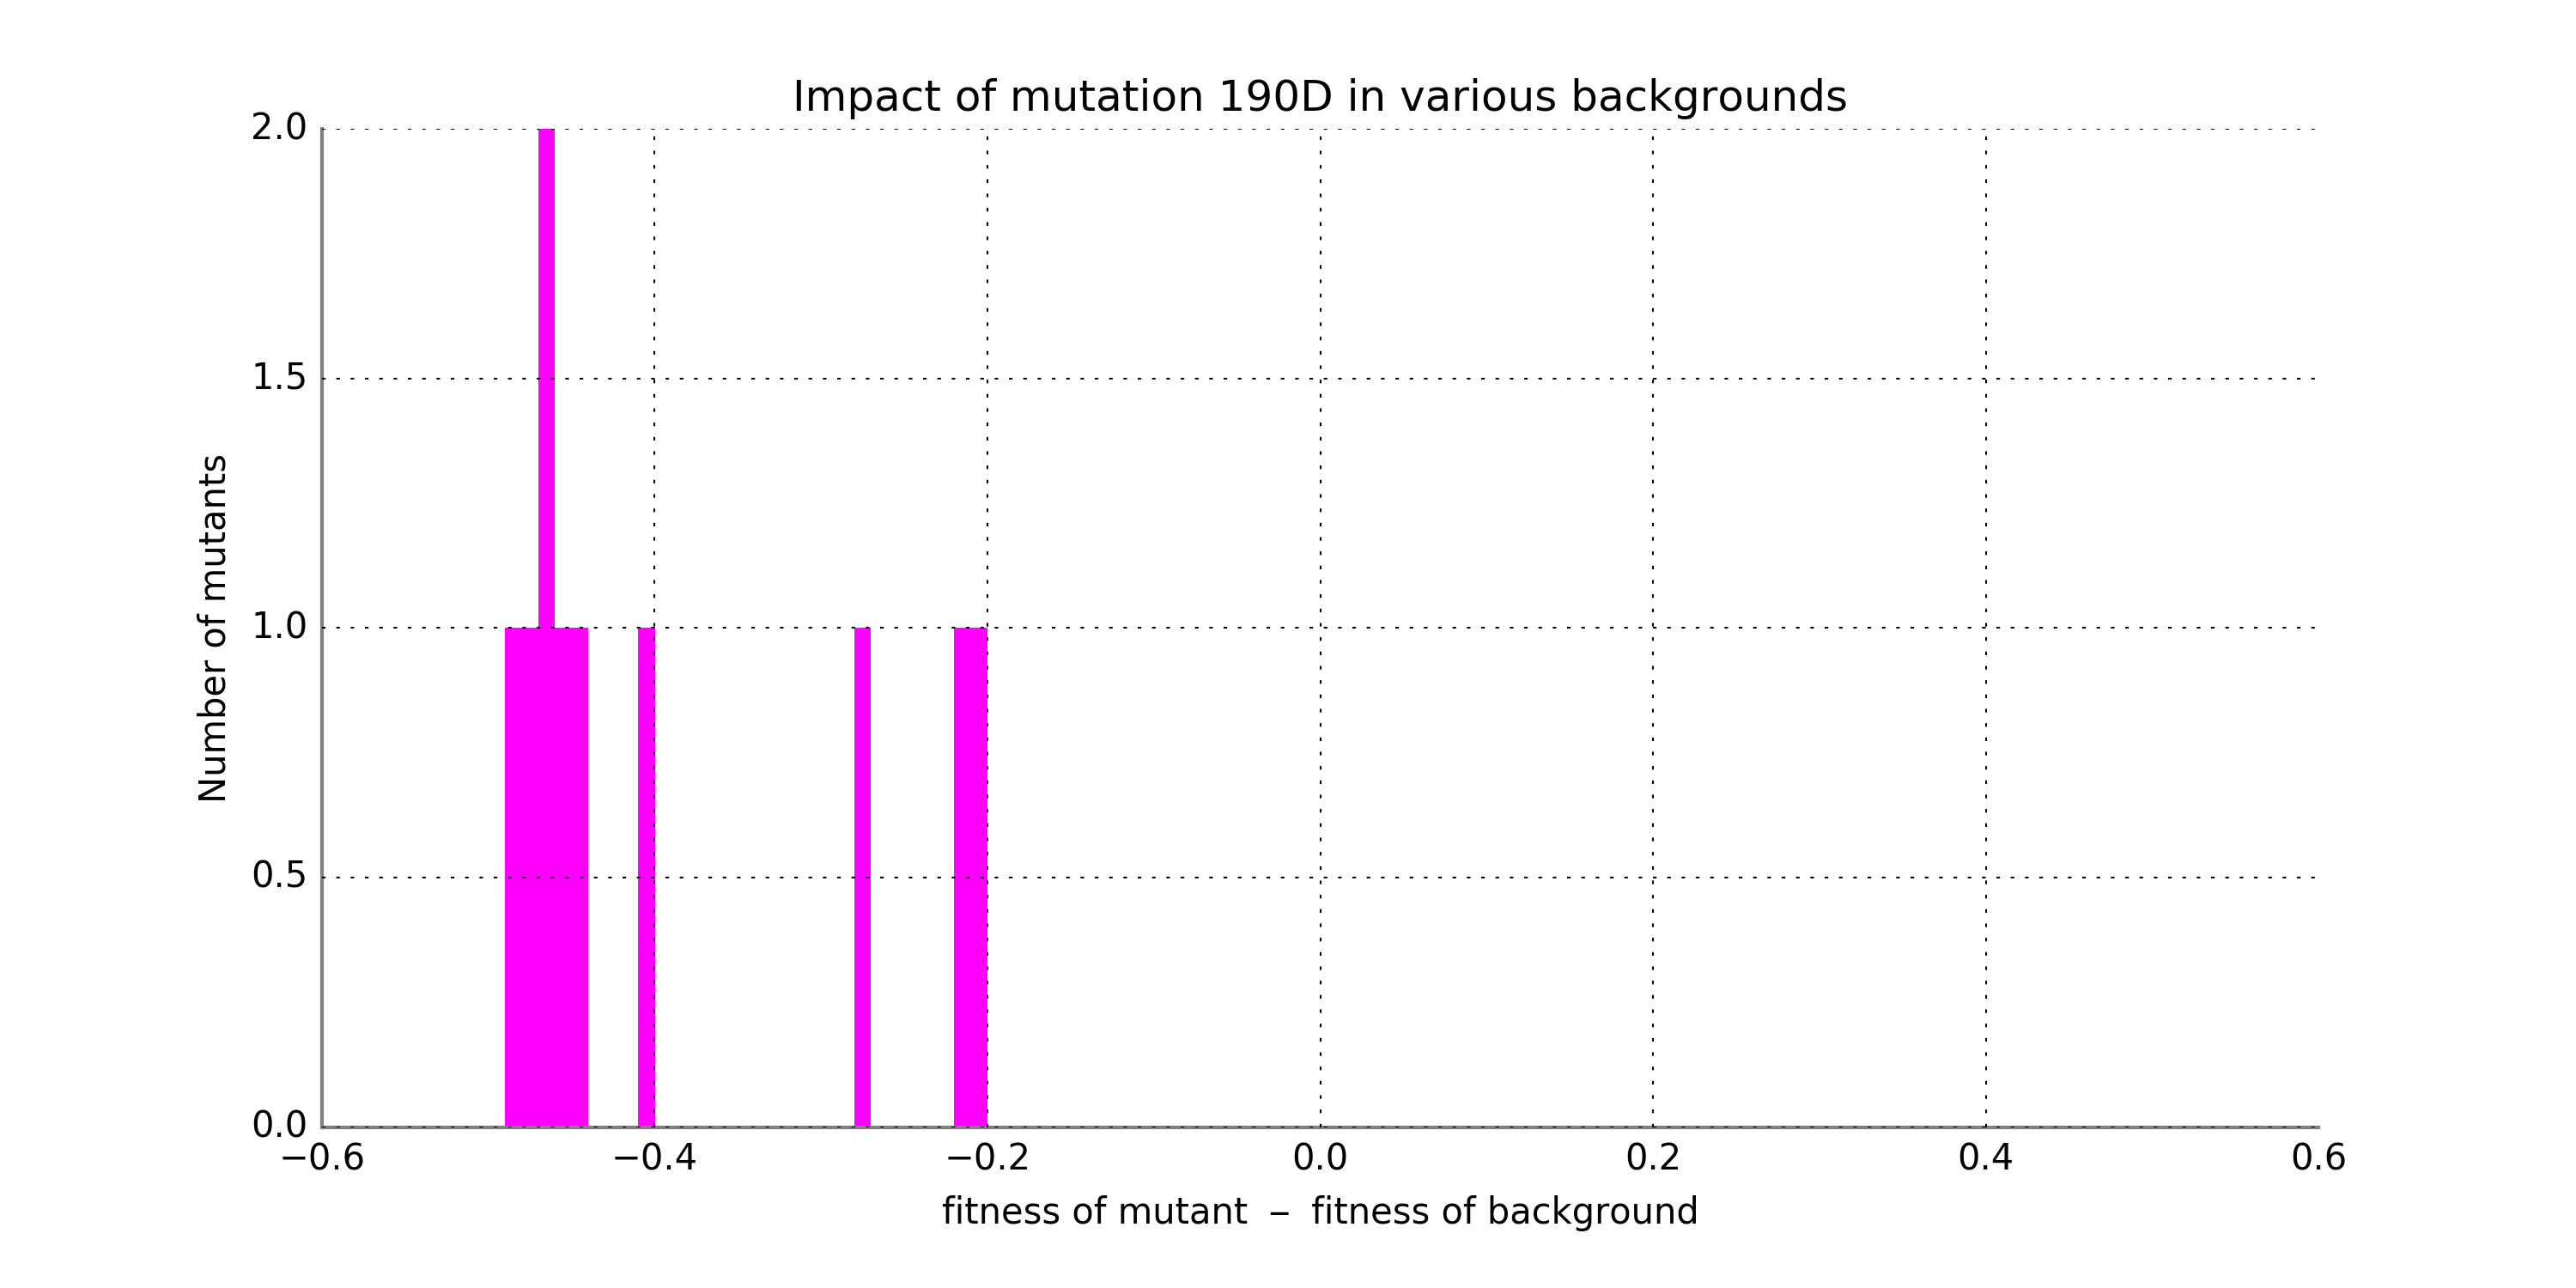 Impact of mutation 190D in various backgrounds
2.0
1.5
1.0
0.5
0.0
Number of mutants
−0.6 −0.4 −0.2 0.0 0.2 0.4 0.6
fitness of mutant − fitness of background